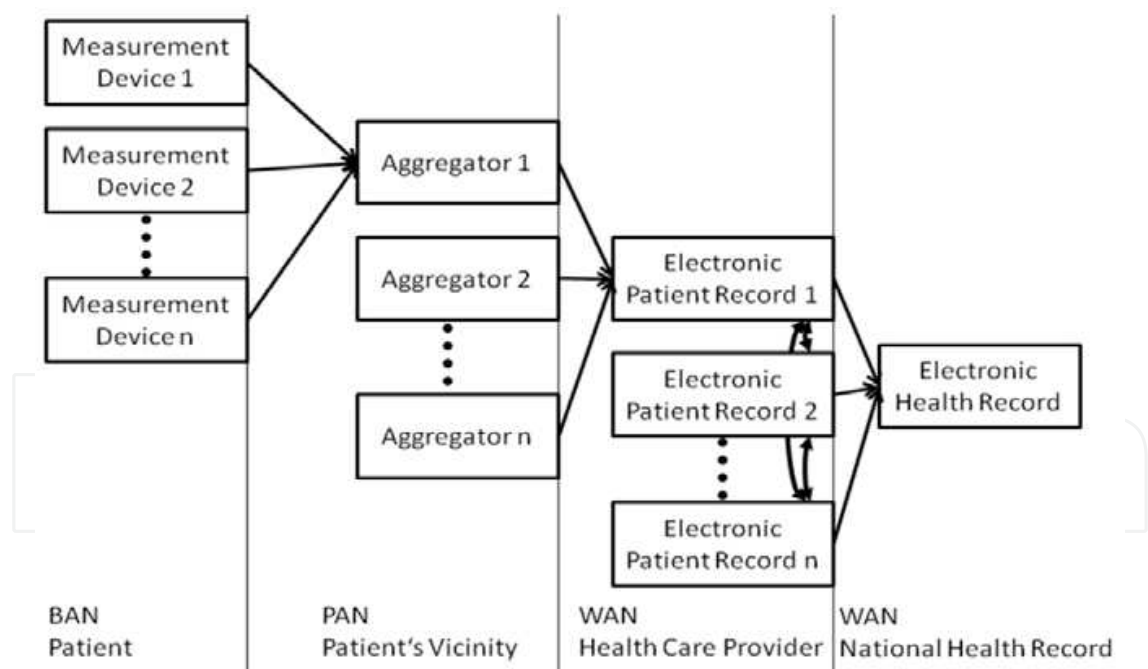 Measurement
Device 1
Measurement
Device 2
Measurement
Device n
Aggregator 1
Aggregator 2
Aggregator n
Electronic
Patient Record 1
Electronic
Patient Record 2
Electronic
Patient Record n
Electronic
Health Record
BAN
Patient
PAN
Patient's Vicinity
WAN
Health Care Provider
WAN
National Health Record